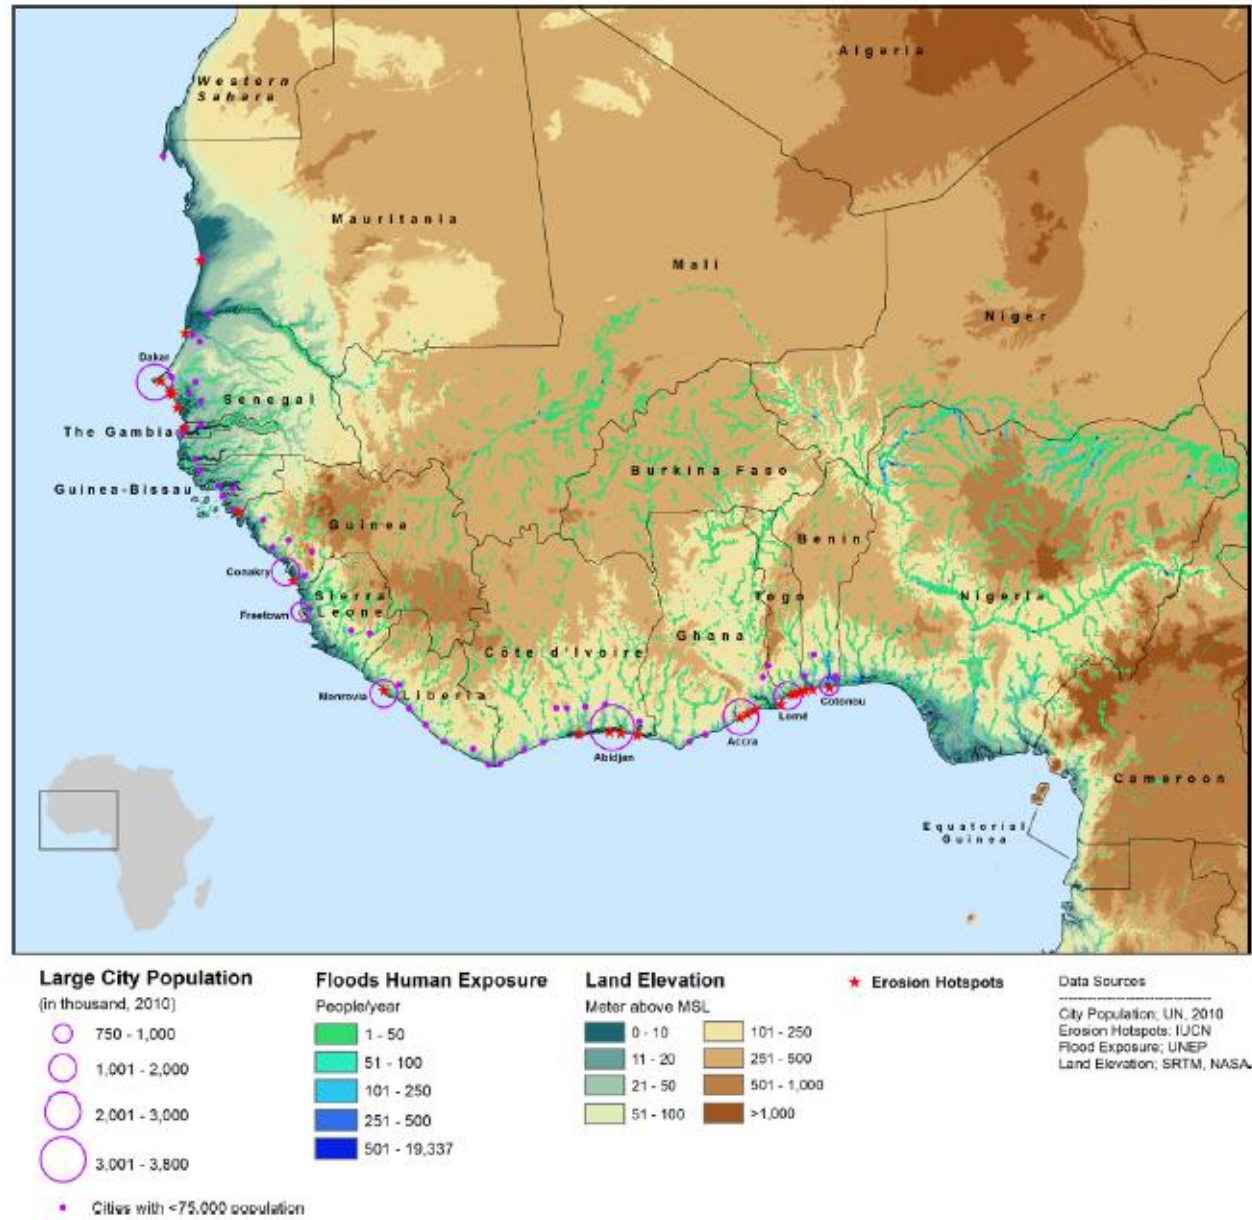 Algeria
Western
Sahara
Mauritania
Mali
Niger
Dakar
Senegal
The Gambia
Burkina Faso
Guinea-Bissau
Guinea
Benin
Conakry
Sierra
Leone
Togo
Nigeria
Freetown
Ghana
Côte d'Ivoire
Monrovia
Liberia
Cotonou
Lomé
Accra
Abidjan
Cameroon
Equatorial
Guinea
Large City Population
(in thousand, 2010)
750 - 1,000
1,001 - 2,000
2,001 - 3,000
3,001 - 3,800
Cities with <75.000 population
Floods Human Exposure
People/year
1 - 50
51 - 100
101 - 250
251 - 500
501 - 19,337
Land Elevation
Meter above MSL
0 - 10
11 - 20
21 - 50
51 - 100
101 - 250
251 - 500
501 - 1,000
>1,000
Erosion Hotspots
Data Sources
City Population; UN, 2010
Erosion Hotspots: IUCN
Flood Exposure; UNEP
Land Elevation; SRTM, NASA